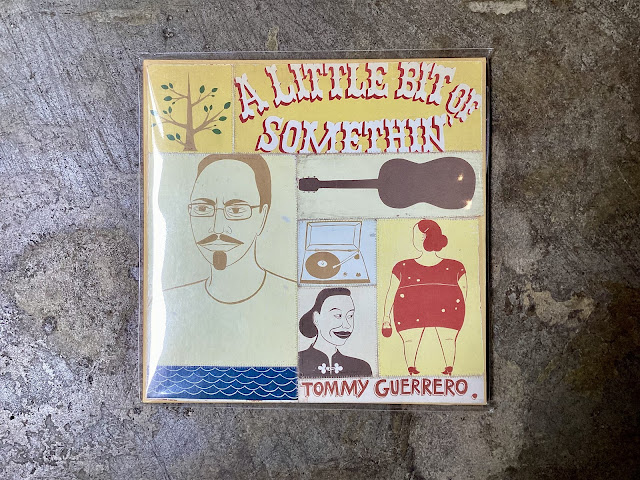 A LITTLE BIT OF
SOMETHIN'
TOMMY GUERRERO.